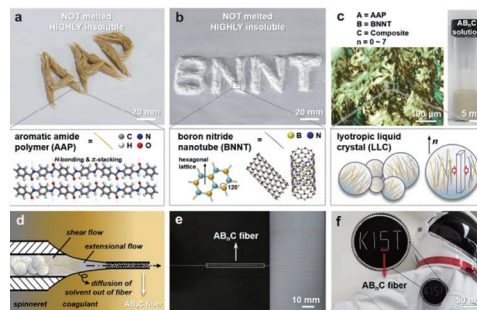 a
NOT melted
HIGHLY insoluble
AAP
20 mm
aromatic amide
polymer (AAP)
C N
H O
H-bonding & π-stacking
b
NOT melted
HIGHLY insoluble
BNNT
20 mm
boron nitride
nanotube (BNNT)
B N
hexagonal
lattice
120°
c
A = AAP
B = BNNT
C = Composite
n = 0 ~ 7
ABnC
solution
100 μm
5 m
lyotropic liquid
crystal (LLC)
n
d
shear flow
extensional flow
diffusion of
solvent out of fiber
spinneret
coagulant
ABnC fiber
e
ABnC fiber
10 mm
f
KIST
ABnC fiber